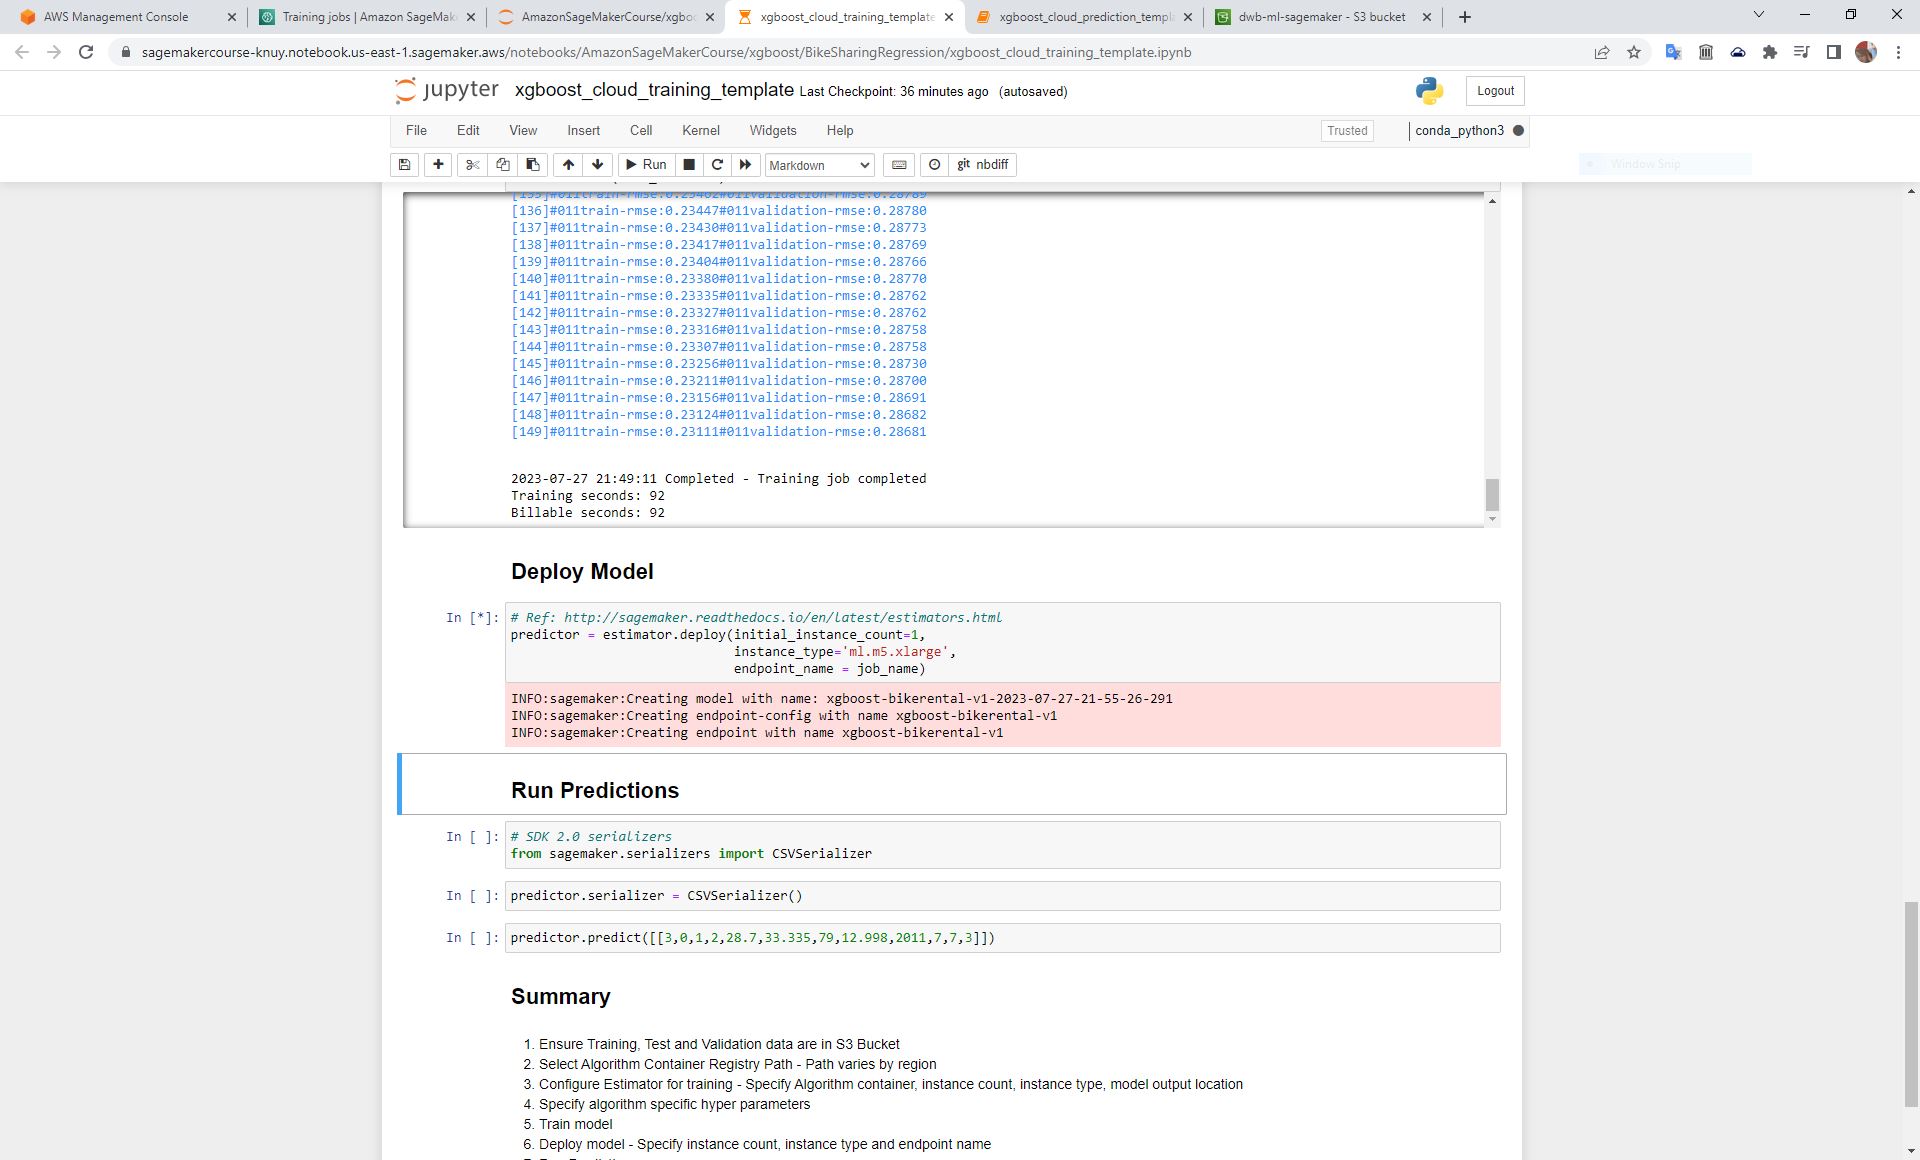 AWS Management Console
Training jobs | Amazon SageMak
AmazonSageMakerCourse/xgboo
xgboost_cloud_training_template
xgboost_cloud_prediction_templa
dwb-ml-sagemaker - S3 bucket
sagemakercourse-knuy.notebook.us-east-1.sagemaker.aws/notebooks/AmazonSageMakerCourse/xgboost/BikeSharingRegression/xgboost_cloud_training_template.ipynb
jupyter xgboost_cloud_training_template Last Checkpoint: 36 minutes ago (autosaved)
Logout
File Edit View Insert Cell Kernel Widgets Help
Trusted
conda_python3
Run
Markdown
git nbdiff
Window Snip
[135]#011train-rmse:0.23462#011validation-rmse:0.28789
[136]#011train-rmse:0.23447#011validation-rmse:0.28780
[137]#011train-rmse:0.23430#011validation-rmse:0.28773
[138]#011train-rmse:0.23417#011validation-rmse:0.28769
[139]#011train-rmse:0.23404#011validation-rmse:0.28766
[140]#011train-rmse:0.23380#011validation-rmse:0.28770
[141]#011train-rmse:0.23335#011validation-rmse:0.28762
[142]#011train-rmse:0.23327#011validation-rmse:0.28762
[143]#011train-rmse:0.23316#011validation-rmse:0.28758
[144]#011train-rmse:0.23307#011validation-rmse:0.28758
[145]#011train-rmse:0.23256#011validation-rmse:0.28730
[146]#011train-rmse:0.23211#011validation-rmse:0.28700
[147]#011train-rmse:0.23156#011validation-rmse:0.28691
[148]#011train-rmse:0.23124#011validation-rmse:0.28682
[149]#011train-rmse:0.23111#011validation-rmse:0.28681
2023-07-27 21:49:11 Completed - Training job completed
Training seconds: 92
Billable seconds: 92
Deploy Model
In [*]: # Ref: http://sagemaker.readthedocs.io/en/latest/estimators.html
predictor = estimator.deploy(initial_instance_count=1,
instance_type='ml.m5.xlarge',
endpoint_name = job_name)
INFO:sagemaker:Creating model with name: xgboost-bikerental-v1-2023-07-27-21-55-26-291
INFO:sagemaker:Creating endpoint-config with name xgboost-bikerental-v1
INFO:sagemaker:Creating endpoint with name xgboost-bikerental-v1
Run Predictions
In [ ]: # SDK 2.0 serializers
from sagemaker.serializers import CSVSerializer
In [ ]: predictor.serializer = CSVSerializer()
In [ ]: predictor.predict([[3,0,1,2,28.7,33.335,79,12.998,2011,7,7,3]])
Summary
1. Ensure Training, Test and Validation data are in S3 Bucket
2. Select Algorithm Container Registry Path - Path varies by region
3. Configure Estimator for training - Specify Algorithm container, instance count, instance type, model output location
4. Specify algorithm specific hyper parameters
5. Train model
6. Deploy model - Specify instance count, instance type and endpoint name